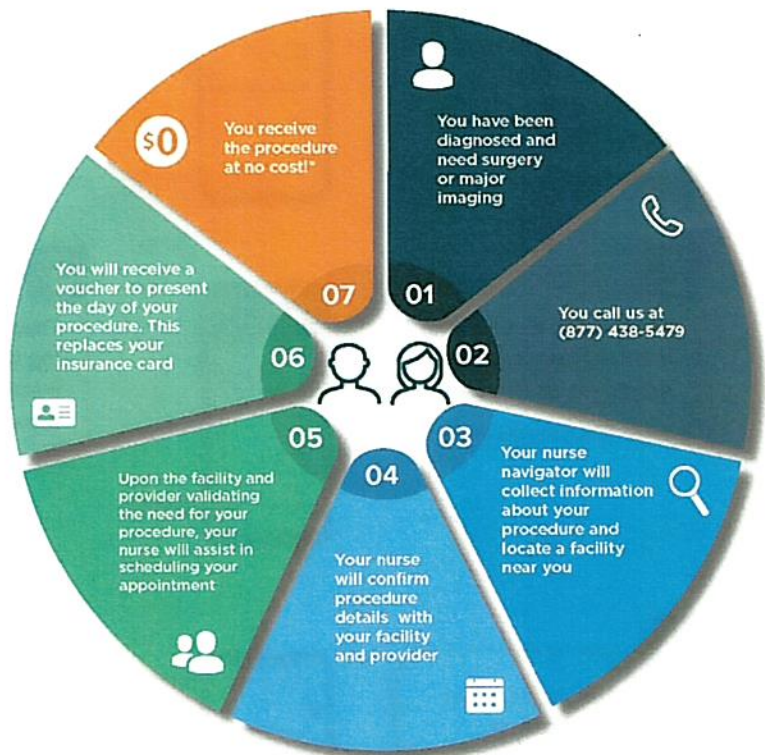 01
You have been
diagnosed and
need surgery
or major
imaging
02
You call us at
(877) 438-5479
03
Your nurse
navigator will
collect information
about your
procedure and
locate a facility
near you
04
Your nurse
will confirm
procedure
details with
your facility
and provider
05
Upon the facility and
provider validating
the need for your
procedure, your
nurse will assist in
scheduling your
appointment
06
You will receive a
voucher to present
the day of your
procedure. This
replaces your
insurance card
07
$0
You receive
the procedure
at no cost!*